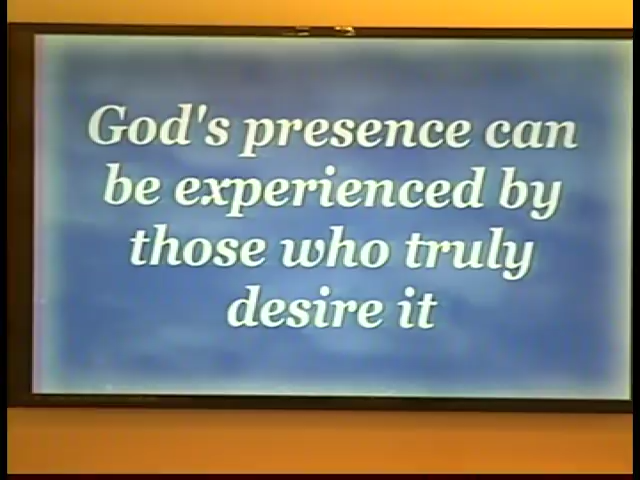 God's presence can
be experienced by
those who truly
desire it